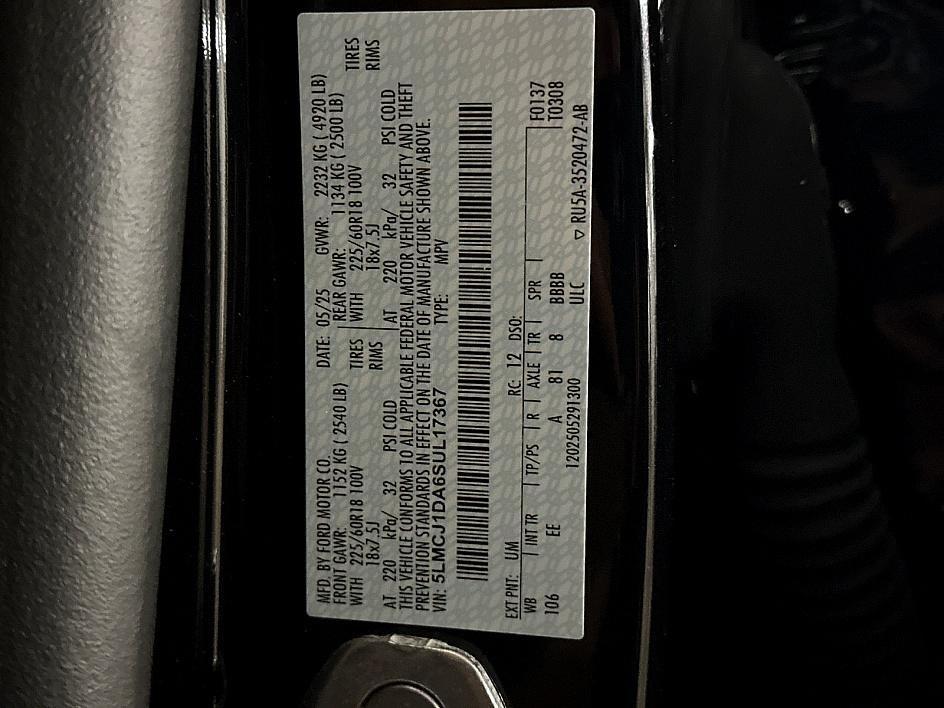 MFD. BY FORD MOTOR CO. DATE: 05/25 GVWR: 2232 KG ( 4920 LB)
FRONT GAWR: 1152 KG ( 2540 LB) REAR GAWR: 1134 KG ( 2500 LB)
WITH 225/60R18 100V TIRES WITH 225/60R18 100V TIRES
18x7.5J RIMS 18x7.5J RIMS
AT 220 kPa/ 32 PSI COLD AT 220 kPa/ 32 PSI COLD
THIS VEHICLE CONFORMS TO ALL APPLICABLE FEDERAL MOTOR VEHICLE SAFETY AND THEFT
PREVENTION STANDARDS IN EFFECT ON THE DATE OF MANUFACTURE SHOWN ABOVE.
VIN: 5LMCJ1DA6SUL17367 TYPE: MPV
EXT PNT: UM RC: 12 DSO:
WB INT TR TP/PS R AXLE TR SPR F0137
106 EE A 81 8 BBBB T0308
1202505291300 ULC
▽ RU5A-3520472-AB